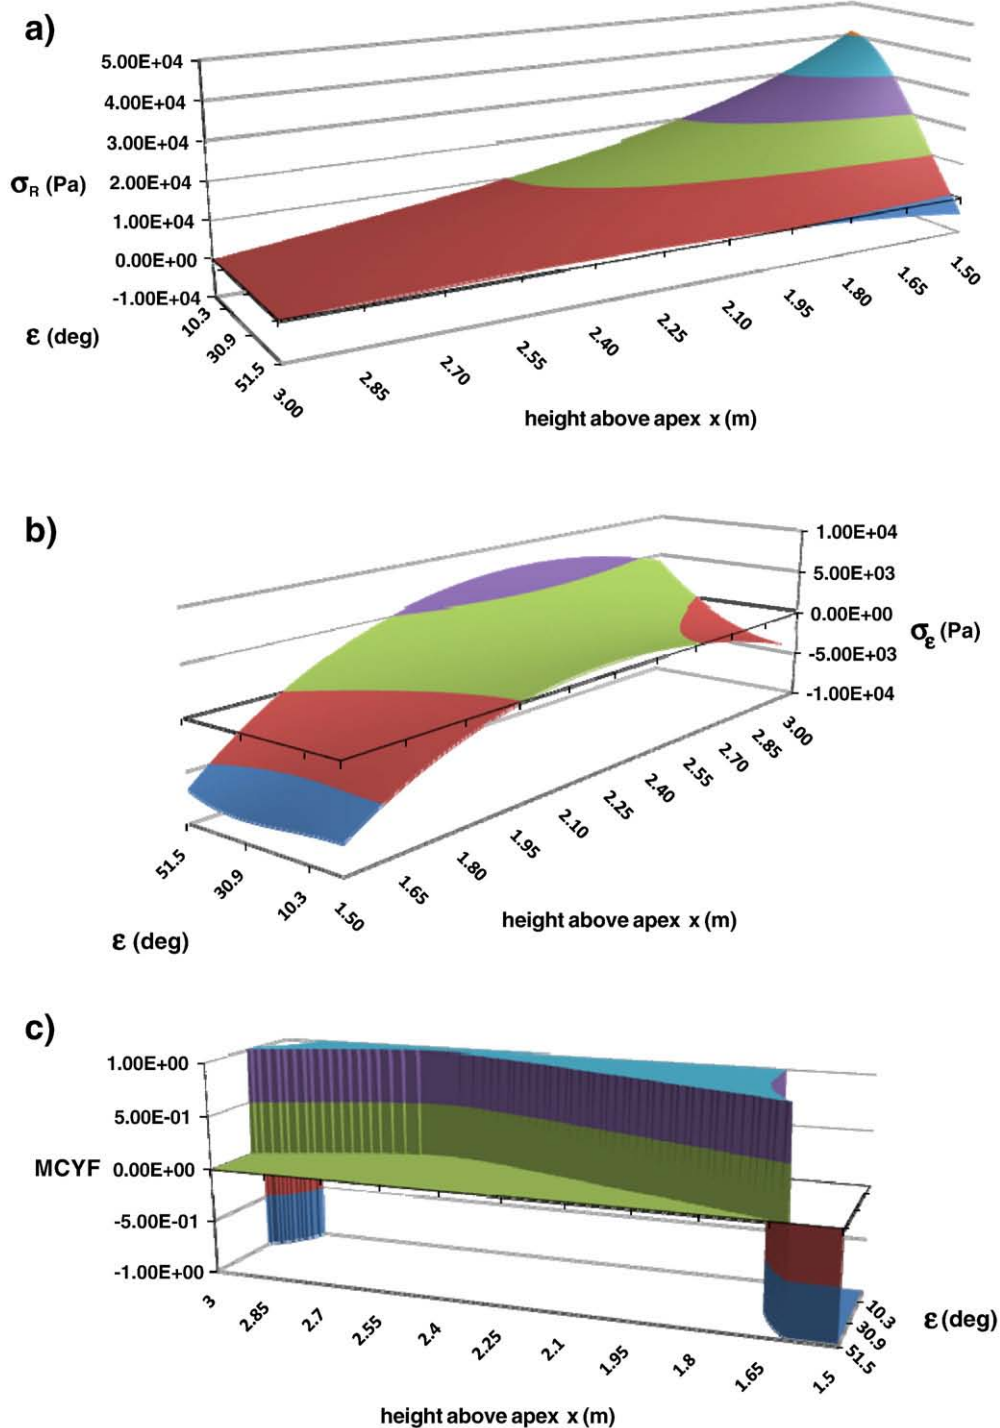 a)
5.00E+04
4.00E+04
3.00E+04
σR (Pa)
2.00E+04
1.00E+04
0.00E+00
-1.00E+04
10.3
30.9
51.5
ε (deg)
3.00
2.85
2.70
2.55
2.40
2.25
2.10
1.95
1.80
1.65
1.50
height above apex x (m)
b)
1.00E+04
5.00E+03
0.00E+00
σε (Pa)
-5.00E+03
-1.00E+04
3.00
2.85
2.70
2.55
2.40
2.25
2.10
1.95
1.80
1.65
1.50
51.5
30.9
10.3
height above apex x (m)
ε (deg)
c)
1.00E+00
5.00E-01
MCYF 0.00E+00
-5.00E-01
-1.00E+00
3
2.85
2.7
2.55
2.4
2.25
2.1
1.95
1.8
1.65
1.5
10.3
30.9
51.5
ε (deg)
height above apex x (m)